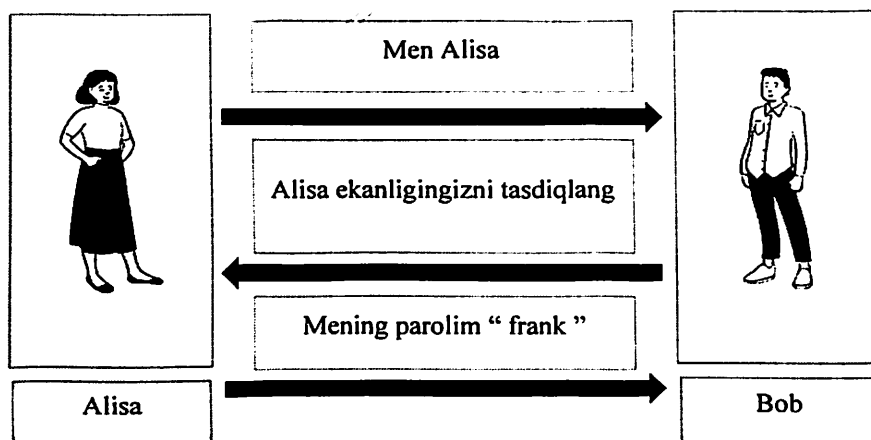 Men Alisa
Alisa ekanligingizni tasdiqlang
Mening parolim “ frank ”
Alisa
Bob